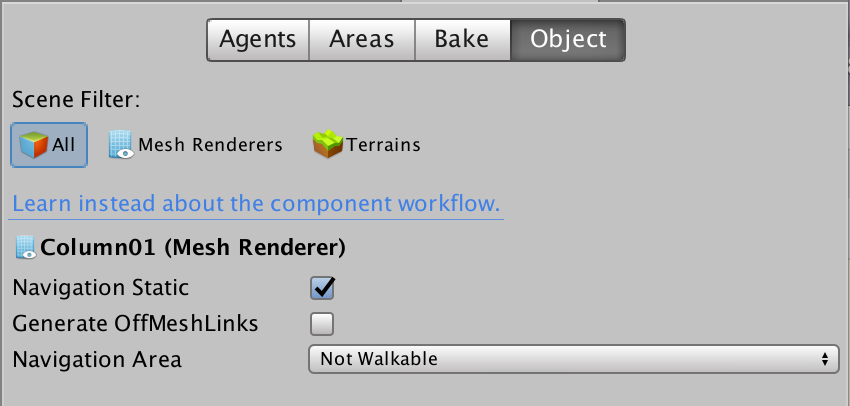 Agents Areas Bake Object
Scene Filter:
All Mesh Renderers Terrains
Learn instead about the component workflow.
Column01 (Mesh Renderer)
Navigation Static
Generate OffMeshLinks
Navigation Area Not Walkable